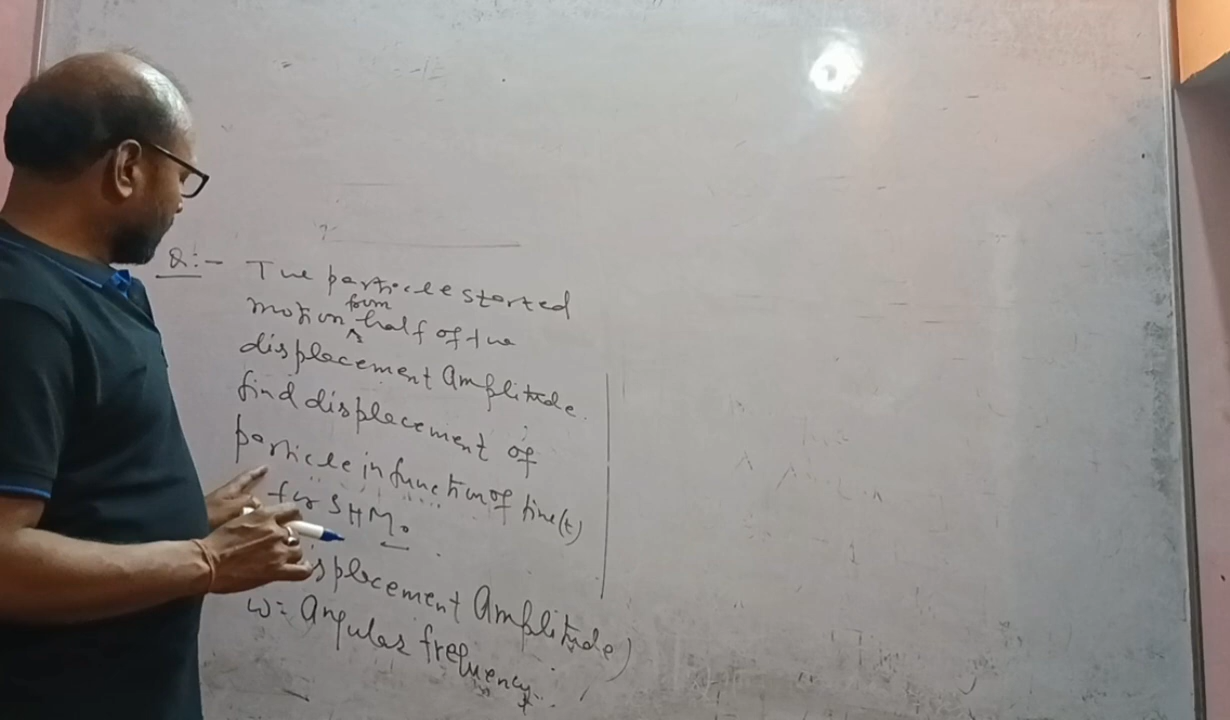 Q:- The particle started
motion from half of the
displacement Amplitude.
find displacement of
particle in function of time(t)
for SHM.
isplacement Amplitude)
ω= Angular frequency.